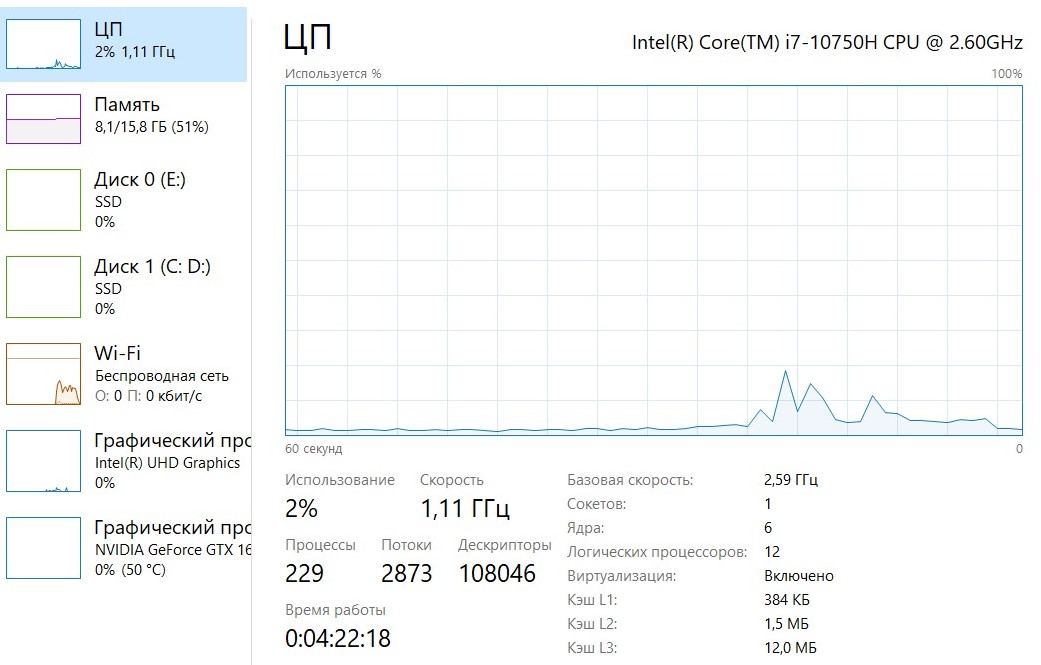 ЦП
2% 1,11 ГГц
Память
8,1/15,8 ГБ (51%)
Диск 0 (E:)
SSD
0%
Диск 1 (C: D:)
SSD
0%
Wi-Fi
Беспроводная сеть
О: 0 П: 0 кбит/с
Графический прс
Intel(R) UHD Graphics
0%
Графический прс
NVIDIA GeForce GTX 16
0% (50 °C)
ЦП
Intel(R) Core(TM) i7-10750H CPU @ 2.60GHz
Используется %
100%
60 секунд
0
Использование
Скорость
2%
1,11 ГГц
Процессы
Потоки
Дескрипторы
229
2873
108046
Время работы
0:04:22:18
Базовая скорость: 2,59 ГГц
Сокетов: 1
Ядра: 6
Логических процессоров: 12
Виртуализация: Включено
Кэш L1: 384 КБ
Кэш L2: 1,5 МБ
Кэш L3: 12,0 МБ